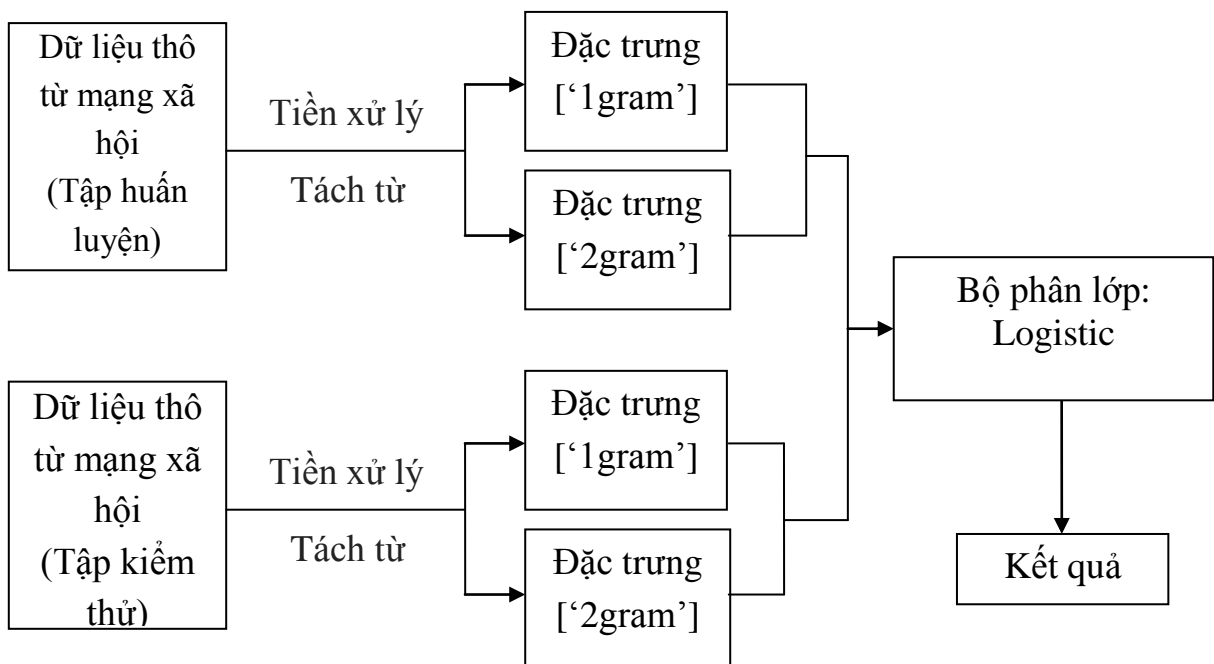 Dữ liệu thô
từ mạng xã
hội
(Tập huấn
luyện)
Tiền xử lý
Tách từ
Đặc trưng
[‘1gram’]
Đặc trưng
[‘2gram’]
Dữ liệu thô
từ mạng xã
hội
(Tập kiểm
thử)
Tiền xử lý
Tách từ
Đặc trưng
[‘1gram’]
Đặc trưng
[‘2gram’]
Bộ phân lớp:
Logistic
Kết quả